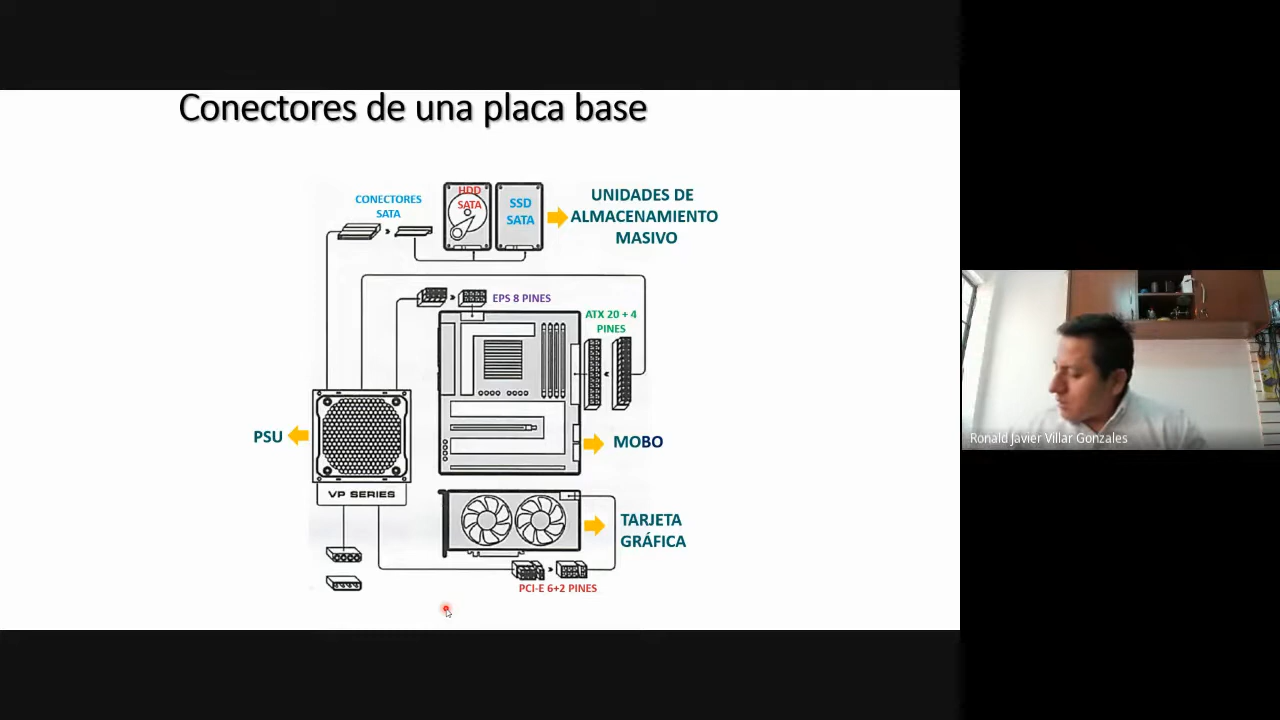 Conectores de una placa base
CONECTORES
SATA
HDD
SATA
SSD
SATA
UNIDADES DE
ALMACENAMIENTO
MASIVO
EPS 8 PINES
ATX 20 + 4
PINES
PSU
MOBO
VP SERIES
TARJETA
GRÁFICA
PCI-E 6+2 PINES
Ronald Javier Villar Gonzales